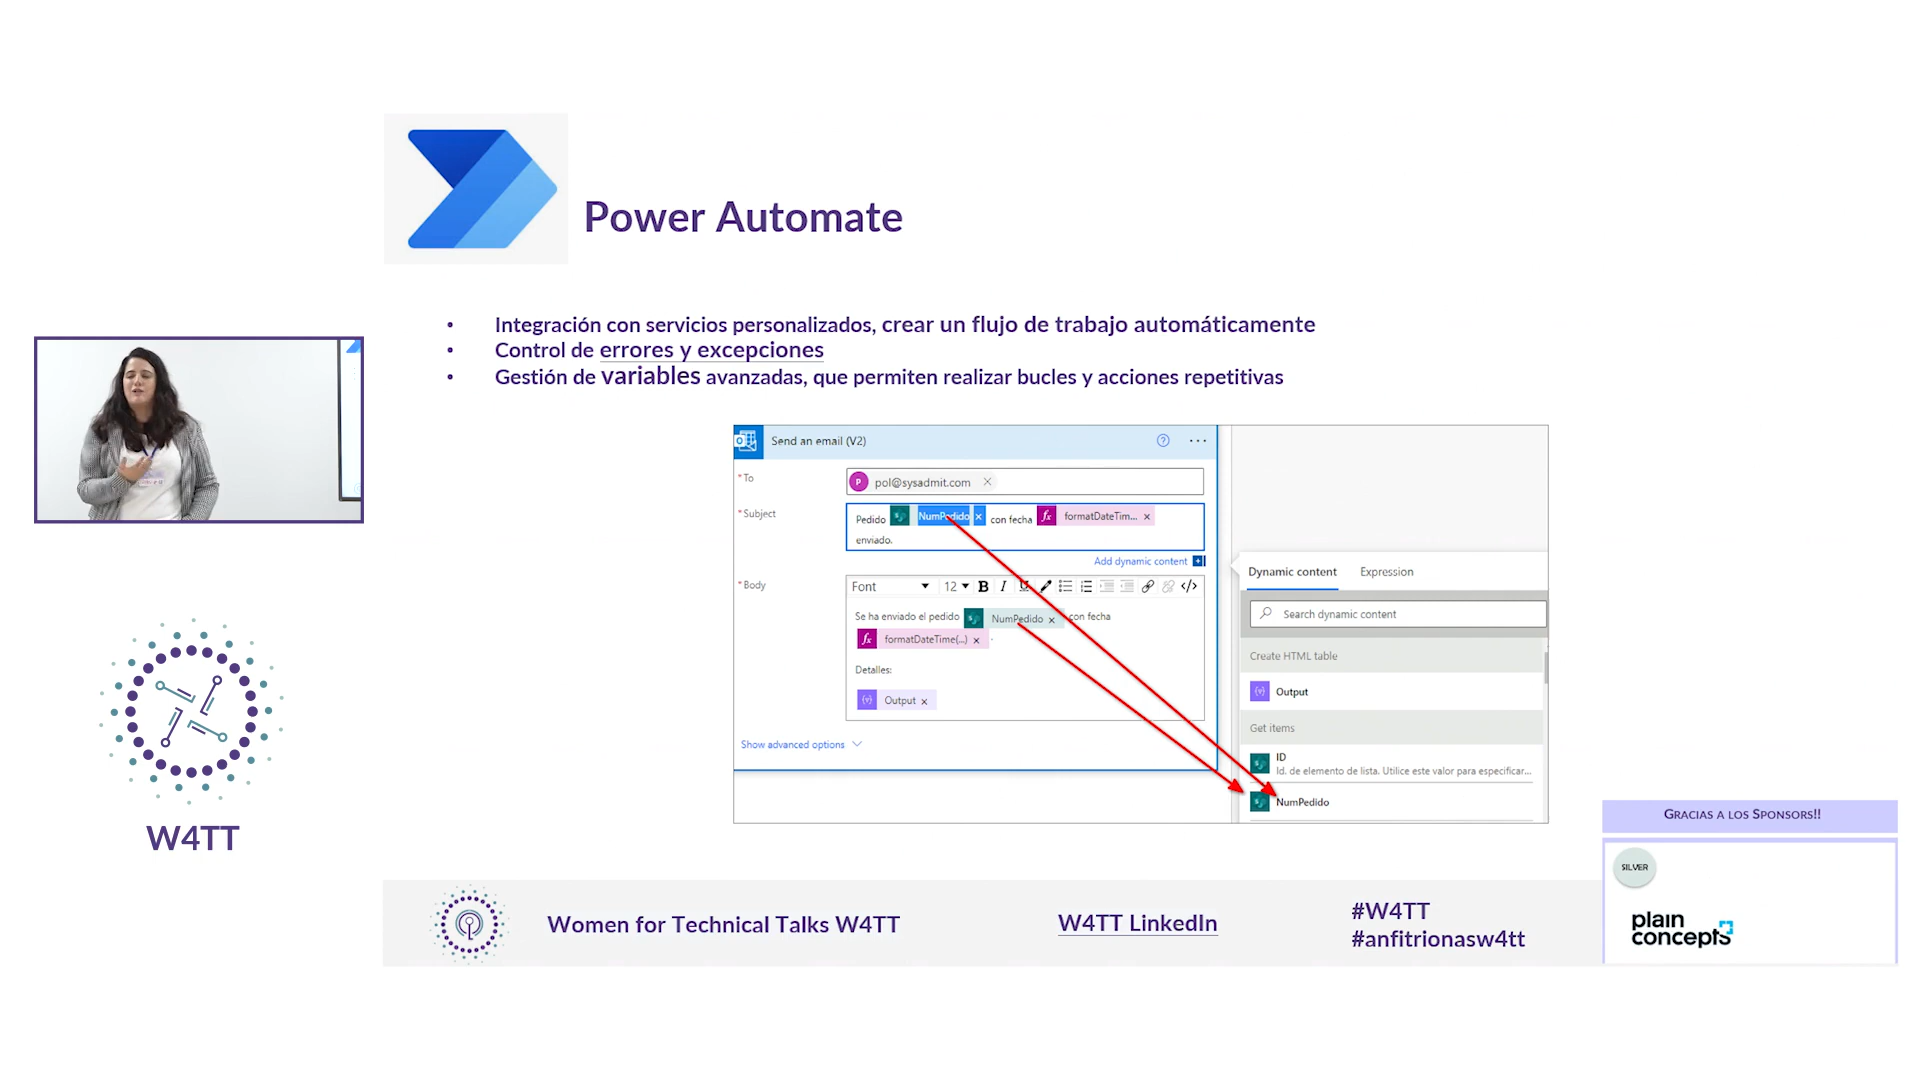 Power Automate
• Integración con servicios personalizados, crear un flujo de trabajo automáticamente
• Control de errores y excepciones
• Gestión de variables avanzadas, que permiten realizar bucles y acciones repetitivas
Send an email (V2)
*To
P pol@sysadmit.com ×
*Subject
Pedido NumPedido × con fecha fx formatDateTim... ×
enviado.
Add dynamic content
*Body
Font 12 B I U </>
Se ha enviado el pedido NumPedido × con fecha
fx formatDateTime(...) × .
Detalles:
Output ×
Show advanced options
Dynamic content Expression
Search dynamic content
Create HTML table
Output
Get items
ID
Id. de elemento de lista. Utilice este valor para especificar...
NumPedido
W4TT
Women for Technical Talks W4TT
W4TT LinkedIn
#W4TT
#anfitrionasw4tt
Gracias a los Sponsors!!
SILVER
plain
concepts